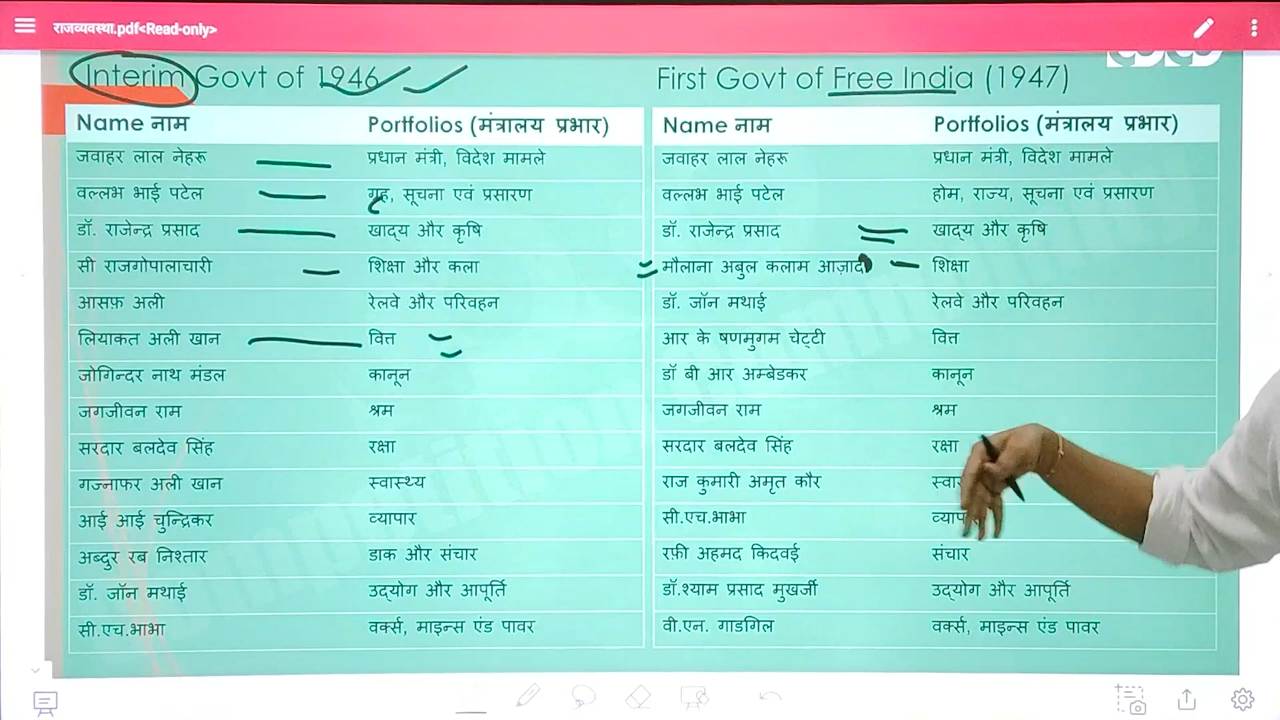 राजव्यवस्था.pdf<Read-only>
Interim Govt of 1946
Name नाम Portfolios (मंत्रालय प्रभार)
जवाहर लाल नेहरू प्रधान मंत्री, विदेश मामले
वल्लभ भाई पटेल गृह, सूचना एवं प्रसारण
डॉ. राजेन्द्र प्रसाद खाद्य और कृषि
सी राजगोपालाचारी शिक्षा और कला
आसफ़ अली रेलवे और परिवहन
लियाकत अली खान वित्त
जोगिन्दर नाथ मंडल कानून
जगजीवन राम श्रम
सरदार बलदेव सिंह रक्षा
गज्नाफर अली खान स्वास्थ्य
आई आई चुन्द्रिकर व्यापार
अब्दुर रब निश्तार डाक और संचार
डॉ. जॉन मथाई उद्योग और आपूर्ति
सी.एच.भाभा वर्क्स, माइन्स एंड पावर
First Govt of Free India (1947)
Name नाम Portfolios (मंत्रालय प्रभार)
जवाहर लाल नेहरू प्रधान मंत्री, विदेश मामले
वल्लभ भाई पटेल होम, राज्य, सूचना एवं प्रसारण
डॉ. राजेन्द्र प्रसाद खाद्य और कृषि
मौलाना अबुल कलाम आज़ाद शिक्षा
डॉ. जॉन मथाई रेलवे और परिवहन
आर के षणमुगम चेट्टी वित्त
डॉ बी आर अम्बेडकर कानून
जगजीवन राम श्रम
सरदार बलदेव सिंह रक्षा
राज कुमारी अमृत कौर
सी.एच.भाभा
रफ़ी अहमद किदवई संचार
डॉ.श्याम प्रसाद मुखर्जी उद्योग और आपूर्ति
वी.एन. गाडगिल वर्क्स, माइन्स एंड पावर